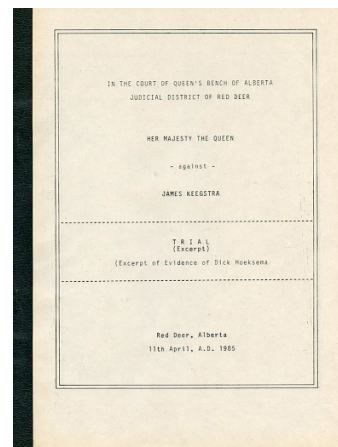 IN THE COURT OF QUEEN'S BENCH OF ALBERTA
JUDICIAL DISTRICT OF RED DEER
HER MAJESTY THE QUEEN
- against -
JAMES KEEGSTRA
T R I A L
(Excerpt)
(Excerpt of Evidence of Dick Hoeksema
Red Deer, Alberta
11th April, A.D. 1985